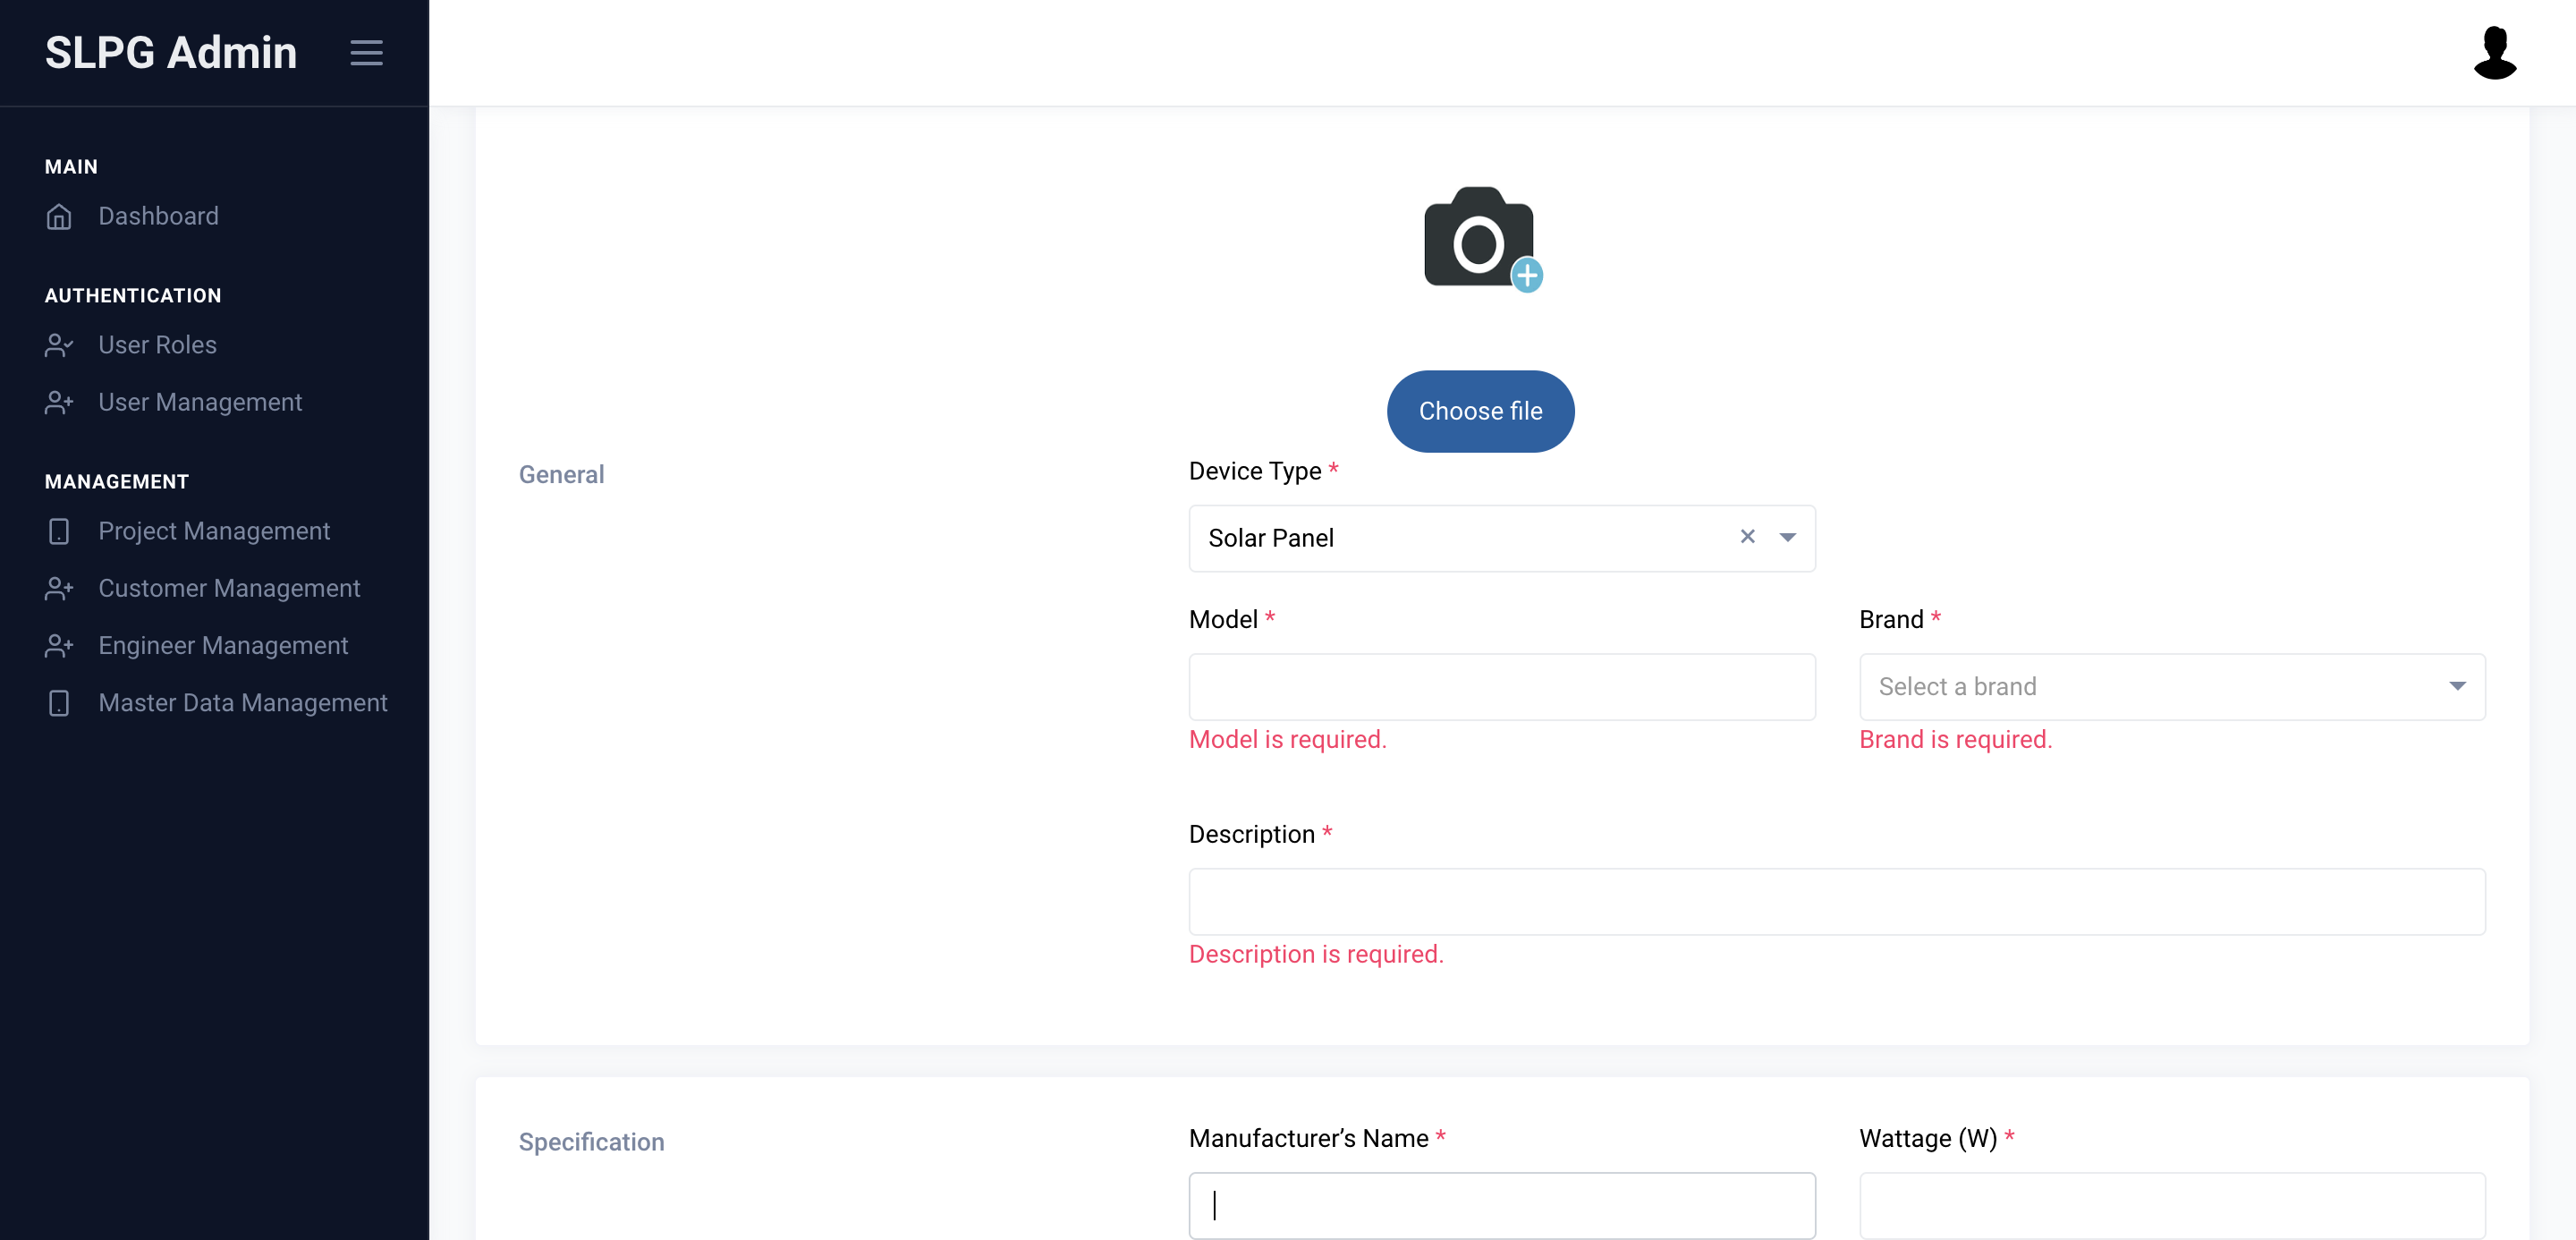 SLPG Admin
MAIN
Dashboard
AUTHENTICATION
User Roles
User Management
MANAGEMENT
Project Management
Customer Management
Engineer Management
Master Data Management
Choose file
General
Device Type *
Solar Panel
Model *
Brand *
Select a brand
Model is required.
Brand is required.
Description *
Description is required.
Specification
Manufacturer’s Name *
Wattage (W) *